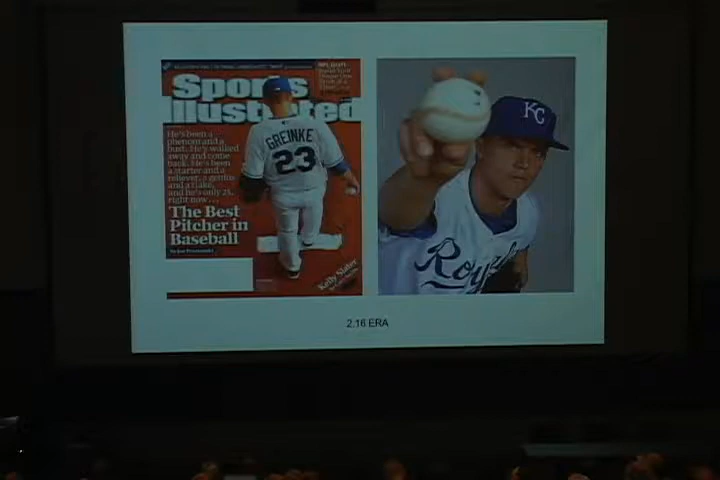 Sports
Illustrated
GREINKE
23
He's been a
phenom and a
bust. He's walked
away and come
back. He's been
a starter and a
reliever, a genius
and a flake,
and he's only 25.
right now . . .
The Best
Pitcher in
Baseball
Kelly Slater
KC
Royals
2.16 ERA